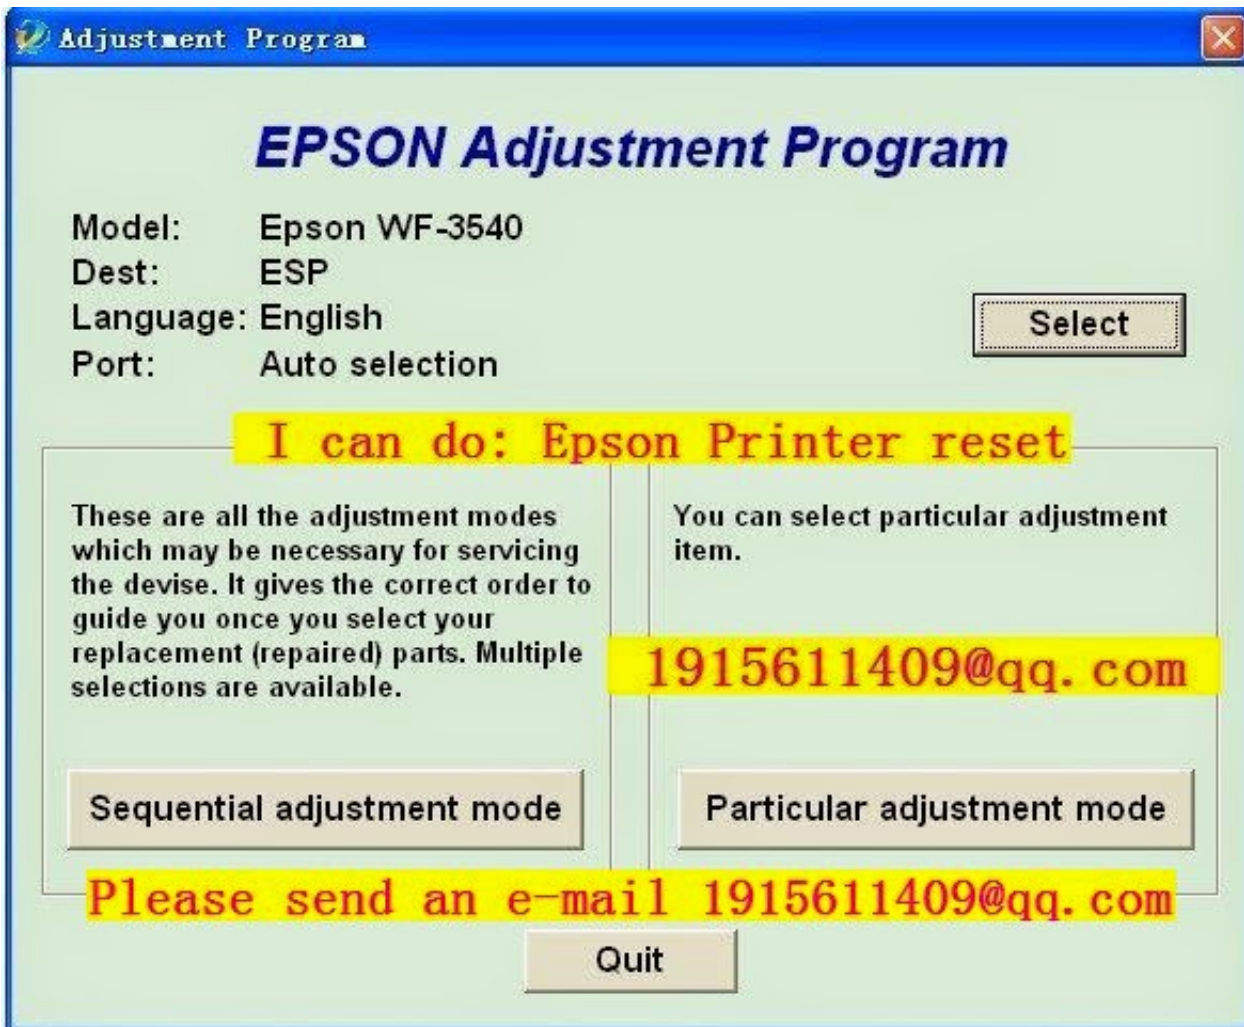 Adjustment Program
EPSON Adjustment Program
Model: Epson WF-3540
Dest: ESP
Language: English
Port: Auto selection
Select
I can do: Epson Printer reset
These are all the adjustment modes
which may be necessary for servicing
the devise. It gives the correct order to
guide you once you select your
replacement (repaired) parts. Multiple
selections are available.
Sequential adjustment mode
You can select particular adjustment
item.
1915611409@qq.com
Particular adjustment mode
Please send an e-mail 1915611409@qq.com
Quit